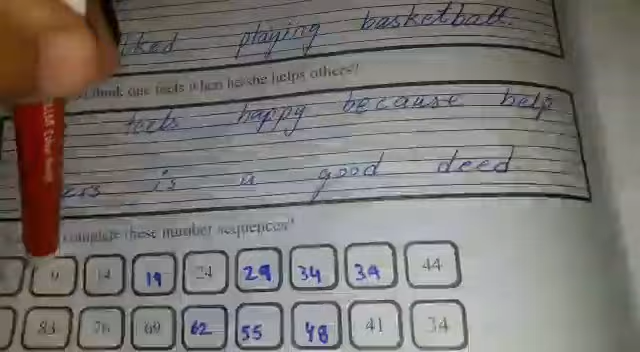 liked playing basketball.
think one feels when he/she helps others?
feels happy because help
ers is a good deed
complete these number sequences?
9 14 19 24 29 34 39 44
83 76 69 62 55 48 41 34